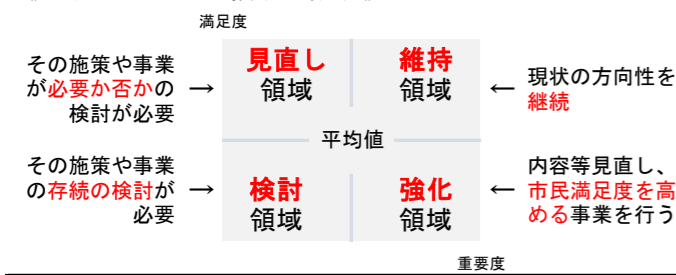 満足度
その施策や事業
が必要か否かの
検討が必要
→
見直し
領域
維持
領域
←
現状の方向性を
継続
平均値
その施策や事業
の存続の検討が
必要
→
検討
領域
強化
領域
←
内容等見直し、
市民満足度を高
める事業を行う
重要度